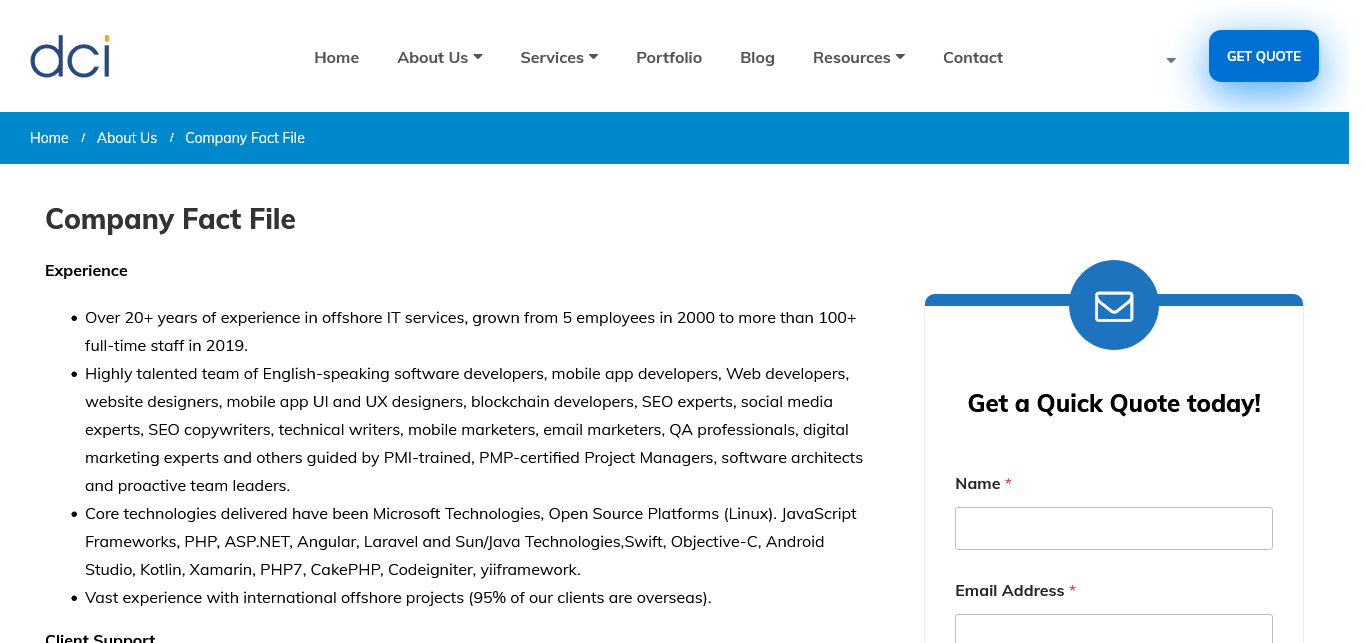 dci
Home About Us Services Portfolio Blog Resources Contact
GET QUOTE
Home / About Us / Company Fact File
Company Fact File
Experience
• Over 20+ years of experience in offshore IT services, grown from 5 employees in 2000 to more than 100+
full-time staff in 2019.
• Highly talented team of English-speaking software developers, mobile app developers, Web developers,
website designers, mobile app UI and UX designers, blockchain developers, SEO experts, social media
experts, SEO copywriters, technical writers, mobile marketers, email marketers, QA professionals, digital
marketing experts and others guided by PMI-trained, PMP-certified Project Managers, software architects
and proactive team leaders.
• Core technologies delivered have been Microsoft Technologies, Open Source Platforms (Linux). JavaScript
Frameworks, PHP, ASP.NET, Angular, Laravel and Sun/Java Technologies,Swift, Objective-C, Android
Studio, Kotlin, Xamarin, PHP7, CakePHP, Codeigniter, yiiframework.
• Vast experience with international offshore projects (95% of our clients are overseas).
Client Support
Get a Quick Quote today!
Name *
Email Address *